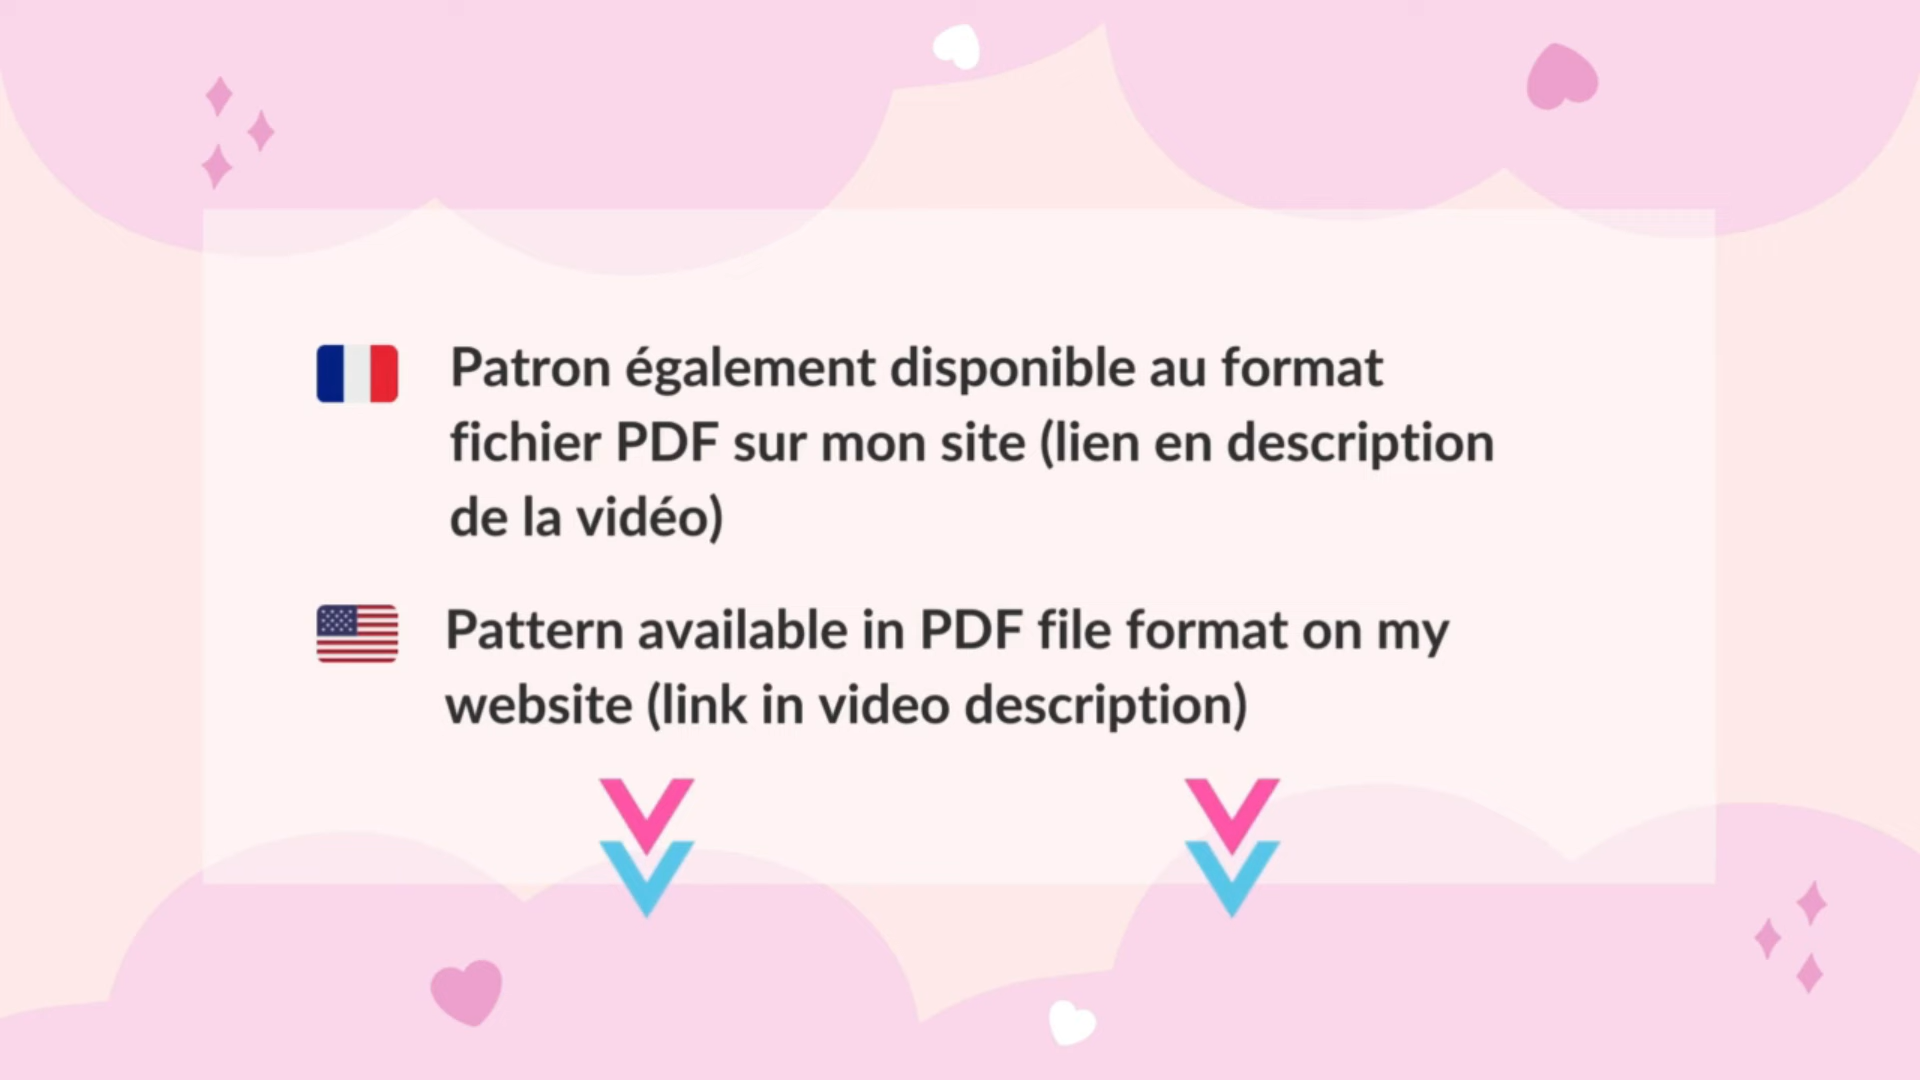 Patron également disponible au format
fichier PDF sur mon site (lien en description
de la vidéo)
Pattern available in PDF file format on my
website (link in video description)